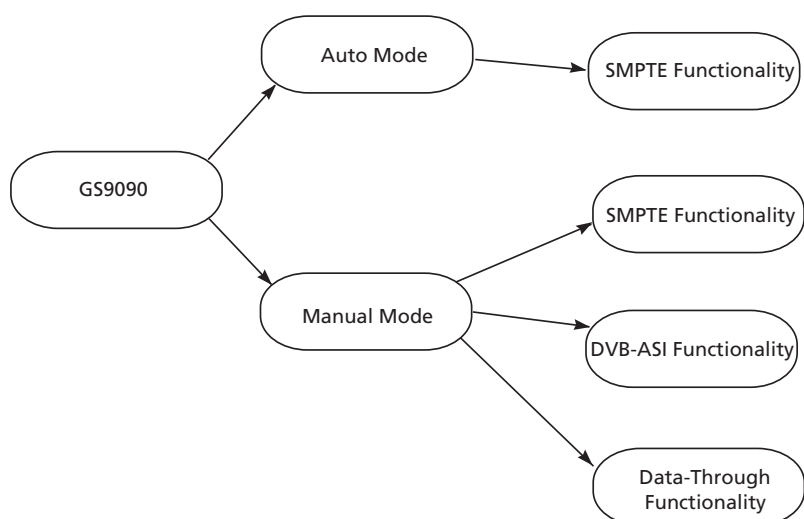 Auto Mode
SMPTE Functionality
GS9090
SMPTE Functionality
Manual Mode
DVB-ASI Functionality
Data-Through
Functionality